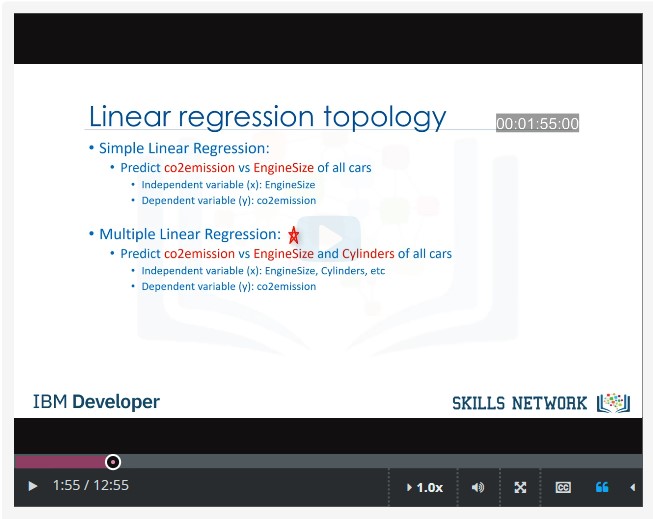 Linear regression topology
00:01:55:00
• Simple Linear Regression:
• Predict co2emission vs EngineSize of all cars
• Independent variable (x): EngineSize
• Dependent variable (y): co2emission
• Multiple Linear Regression:
• Predict co2emission vs EngineSize and Cylinders of all cars
• Independent variable (x): EngineSize, Cylinders, etc
• Dependent variable (y): co2emission
IBM Developer
SKILLS NETWORK
1:55 / 12:55
1.0x
CC